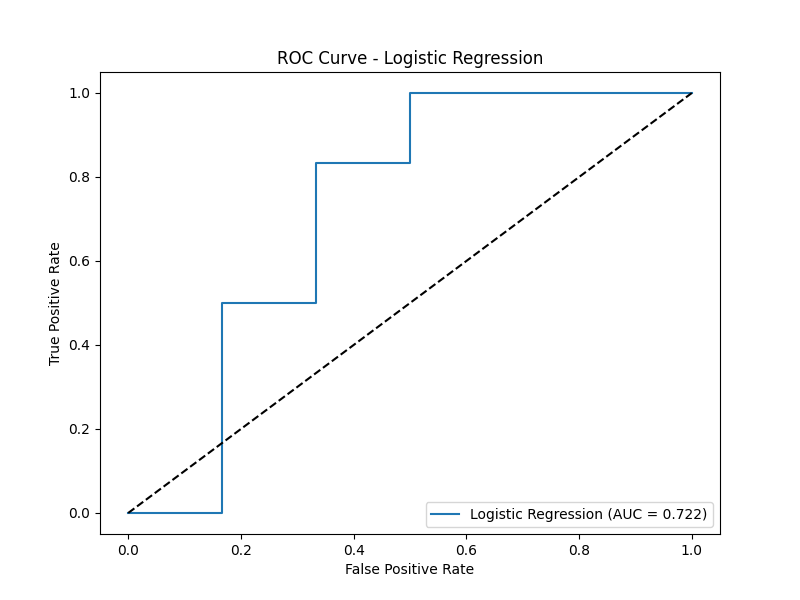 ROC Curve - Logistic Regression
1.0
0.8
0.6
0.4
0.2
0.0
True Positive Rate
Logistic Regression (AUC = 0.722)
0.0 0.2 0.4 0.6 0.8 1.0
False Positive Rate